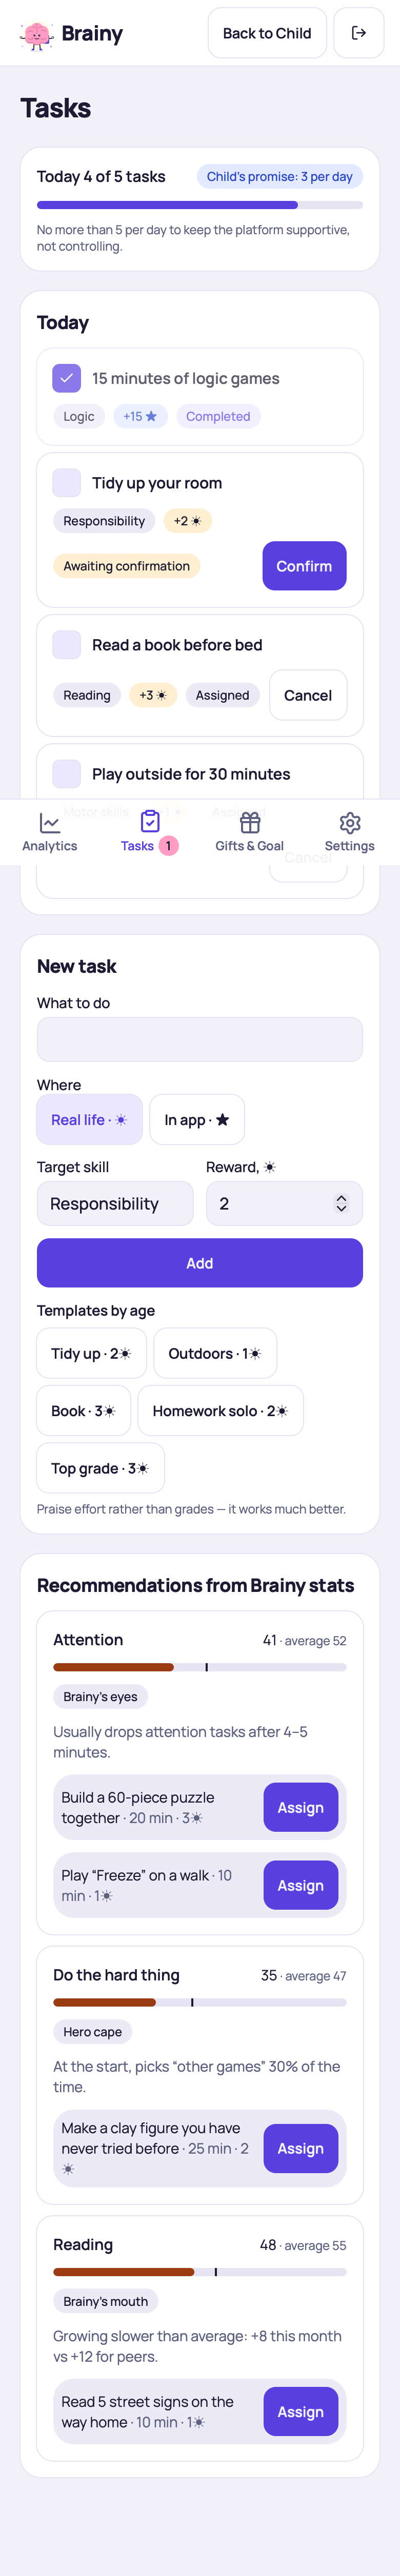 Brainy
Back to Child
Tasks
Today 4 of 5 tasks
Child's promise: 3 per day
No more than 5 per day to keep the platform supportive,
not controlling.
Today
15 minutes of logic games
Logic
+15 ★
Completed
Tidy up your room
Responsibility
+2 ☀
Awaiting confirmation
Confirm
Read a book before bed
Reading
+3 ☀
Assigned
Cancel
Play outside for 30 minutes
Motor skills
Assigned
Cancel
Analytics
Tasks 1
Gifts & Goal
Settings
New task
What to do
Where
Real life · ☀
In app · ★
Target skill
Reward, ☀
Responsibility
2
Add
Templates by age
Tidy up · 2☀
Outdoors · 1☀
Book · 3☀
Homework solo · 2☀
Top grade · 3☀
Praise effort rather than grades — it works much better.
Recommendations from Brainy stats
Attention
41 · average 52
Brainy's eyes
Usually drops attention tasks after 4–5
minutes.
Build a 60-piece puzzle
together · 20 min · 3☀
Assign
Play “Freeze” on a walk · 10
min · 1☀
Assign
Do the hard thing
35 · average 47
Hero cape
At the start, picks “other games” 30% of the
time.
Make a clay figure you have
never tried before · 25 min · 2
☀
Assign
Reading
48 · average 55
Brainy's mouth
Growing slower than average: +8 this month
vs +12 for peers.
Read 5 street signs on the
way home · 10 min · 1☀
Assign